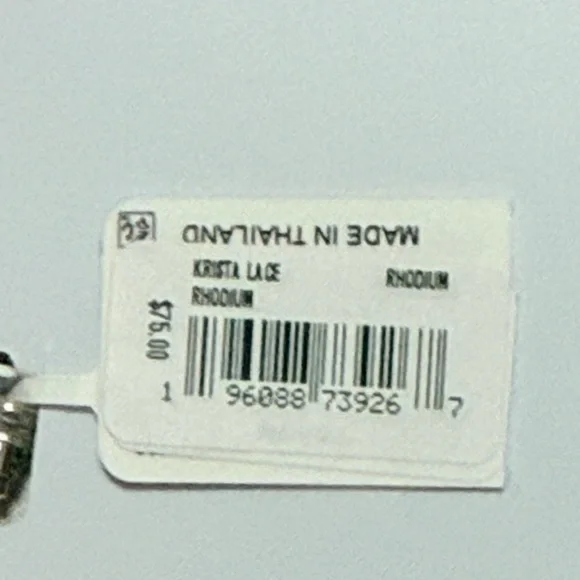 MADE IN THAILAND
KRISTA LACE RHODIUM
RHODIUM
$75.00
1 96088 73926 7